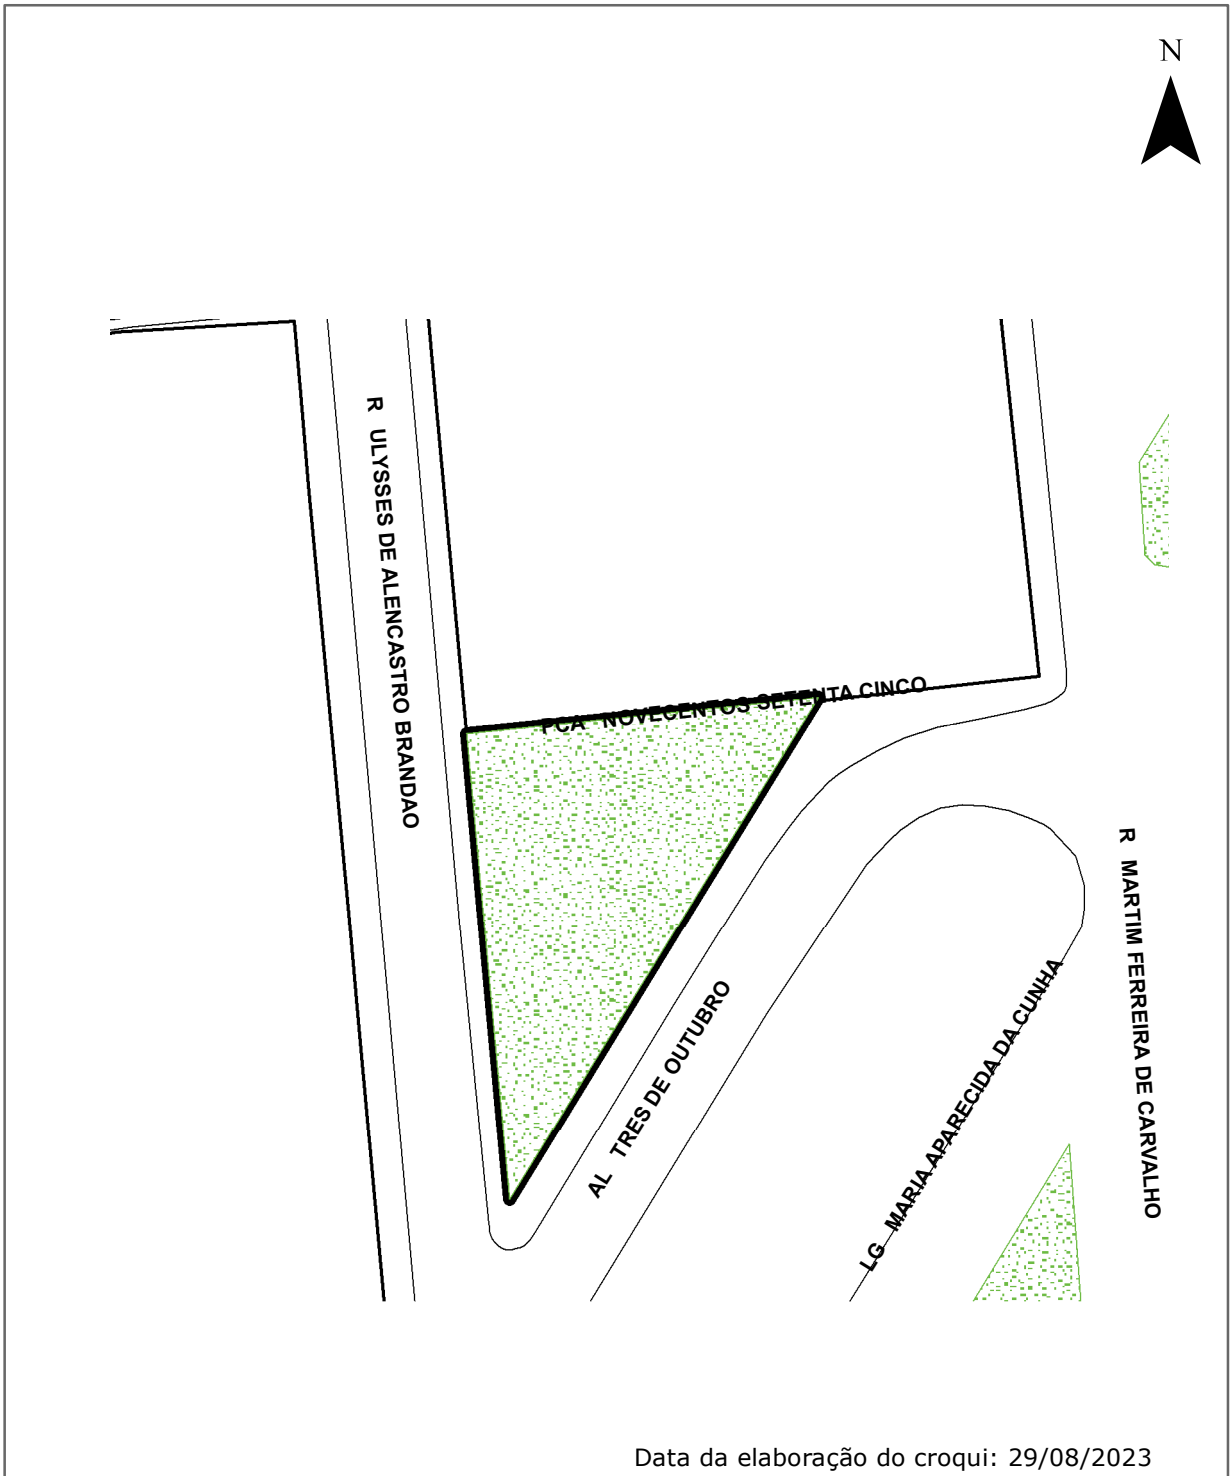 N
R ULYSSES DE ALENCASTRO BRANDAO
PCA NOVECENTOS SETENTA CINCO
AL TRES DE OUTUBRO
LG MARIA APARECIDA DA CUNHA
R MARTIM FERREIRA DE CARVALHO
Data da elaboração do croqui: 29/08/2023